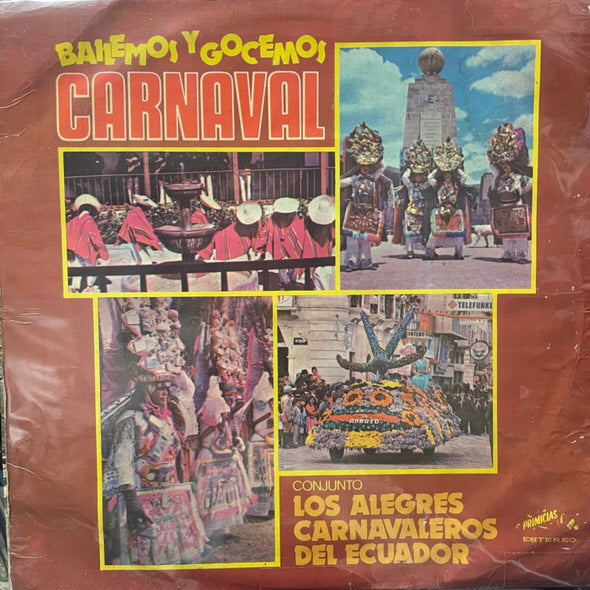 BAILEMOS Y GOCEMOS
CARNAVAL
TELEFUNKEN
AMBATO
CONJUNTO
LOS ALEGRES
CARNAVALEROS
DEL ECUADOR
PRIMICIAS
ESTEREO